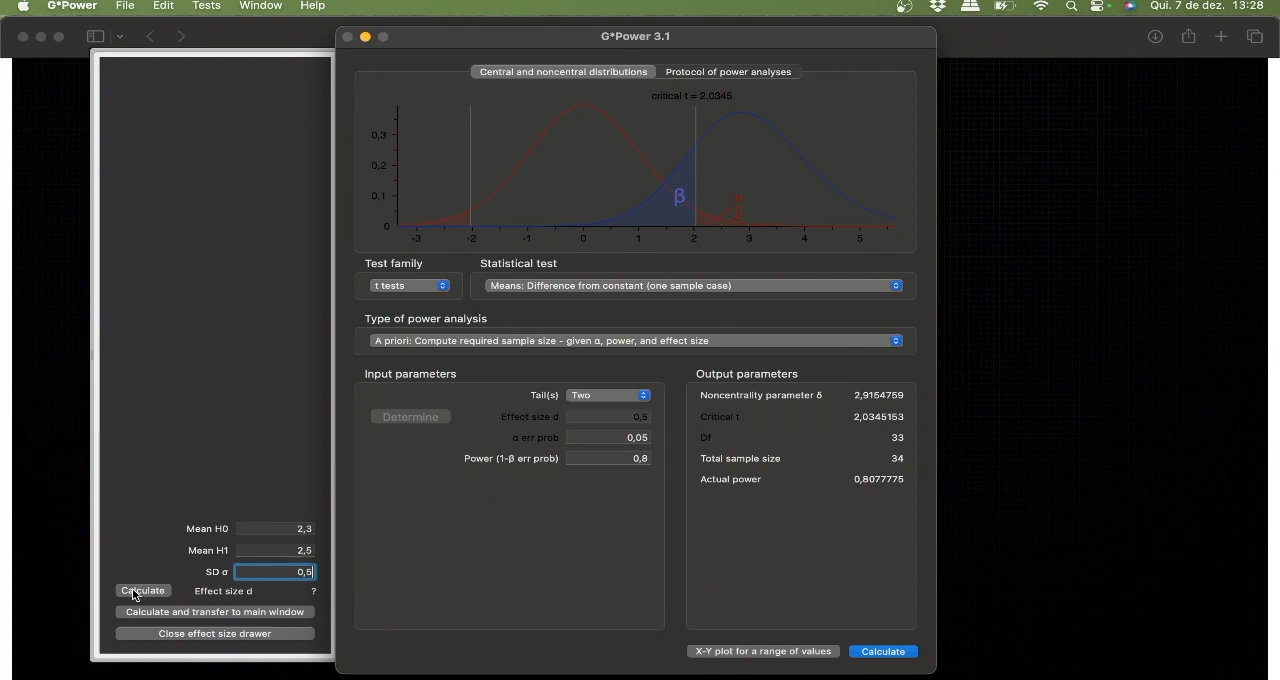 G*Power File Edit Tests Window Help Qui. 7 de dez. 13:28
G*Power 3.1
Central and noncentral distributions Protocol of power analyses
critical t = 2,0345
0,3
0,2
0,1
0
β
α
2
-3 -2 -1 0 1 2 3 4 5
Test family Statistical test
t tests Means: Difference from constant (one sample case)
Type of power analysis
A priori: Compute required sample size - given α, power, and effect size
Input parameters
Tail(s) Two
Determine Effect size d 0,5
α err prob 0,05
Power (1-β err prob) 0,8
Output parameters
Noncentrality parameter δ 2,9154759
Critical t 2,0345153
Df 33
Total sample size 34
Actual power 0,8077775
Mean H0 2,3
Mean H1 2,5
SD σ 0,5
Calculate Effect size d ?
Calculate and transfer to main window
Close effect size drawer
X-Y plot for a range of values Calculate